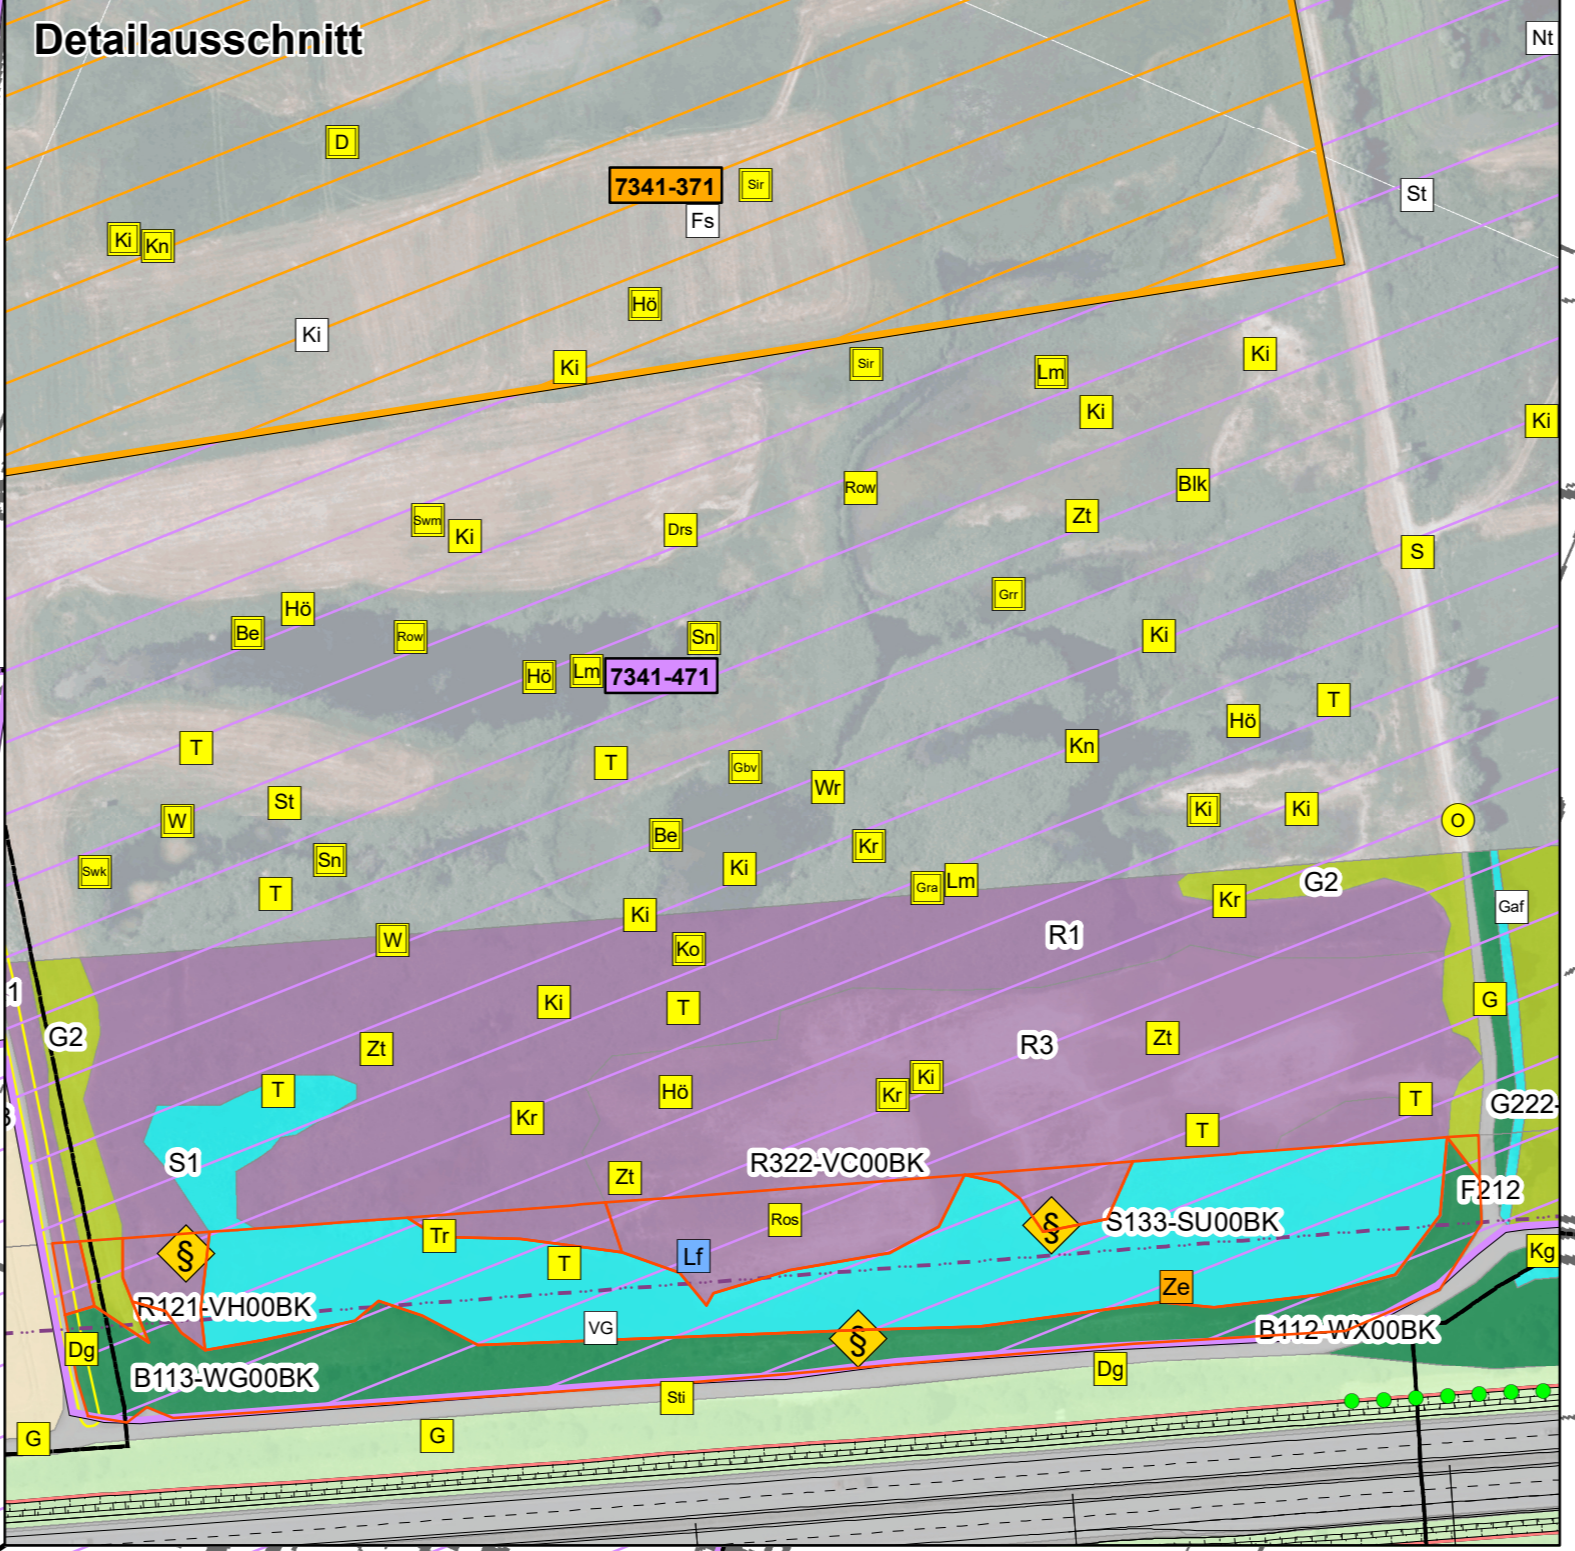 Detailausschnitt
Nt
D
7341-371
Sir
St
Fs
Ki
Kn
Hö
Ki
Ki
Sir
Lm
Ki
Ki
Ki
Row
Blk
Swm
Ki
Drs
Zt
S
Grr
Hö
Be
Row
Sn
Ki
Hö
Lm
7341-471
T
Hö
T
T
Gbv
Kn
Wr
St
W
Ki
Ki
O
Be
Kr
Sn
Swk
Ki
T
Gra
Lm
G2
Kr
Gaf
Ki
W
Ko
R1
1
Ki
T
G
G2
Zt
R3
Zt
T
Hö
Kr
Ki
T
G222-
Kr
T
S1
Zt
R322-VC00BK
F212
Ros
S133-SU00BK
§
§
Tr
T
Lf
Kg
Ze
R121-VH00BK
VG
§
B112-WX00BK
Dg
B113-WG00BK
Dg
Sti
G
G